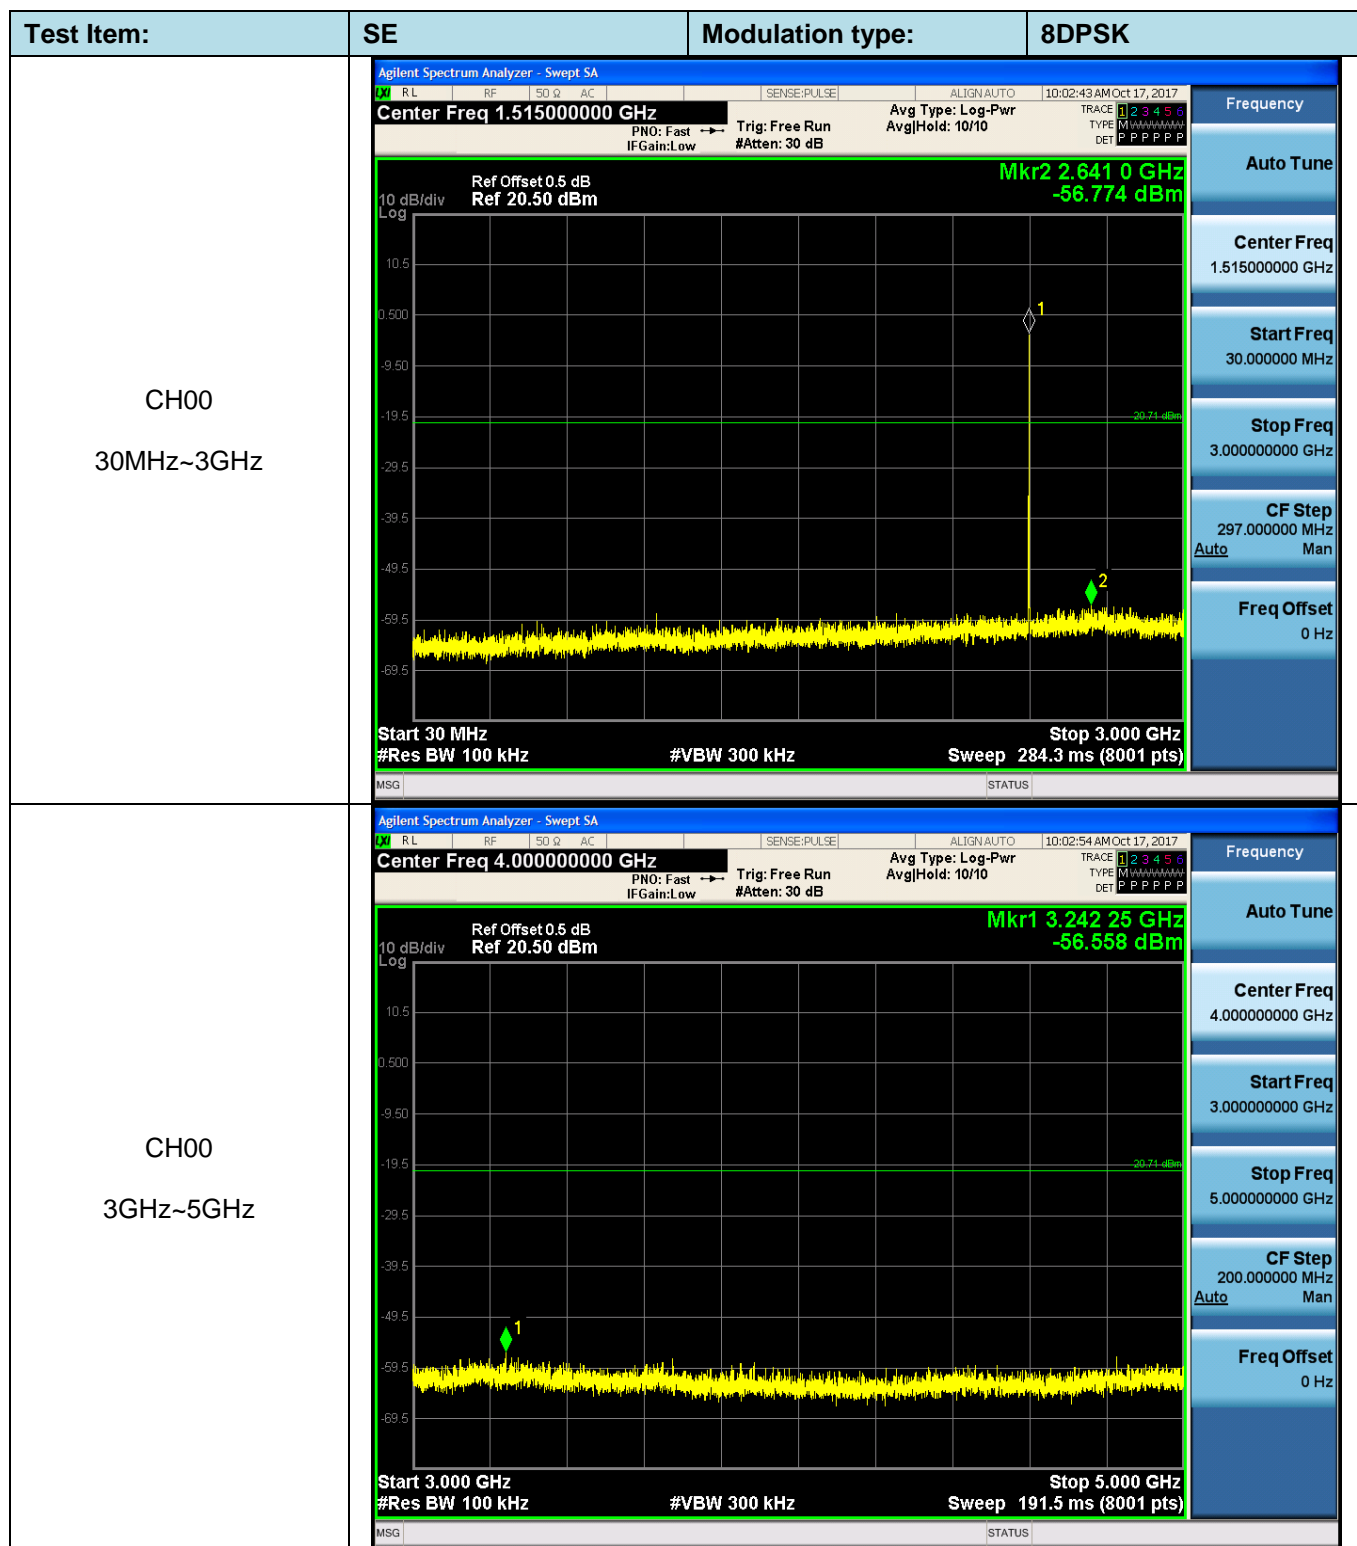 Test Item: SE Modulation type: 8DPSK
CH00
30MHz~3GHz
Agilent Spectrum Analyzer - Swept SA
LXI RL RF 50 Ω AC SENSE:PULSE ALIGN AUTO 10:02:43 AM Oct 17, 2017
Center Freq 1.515000000 GHz
PNO: Fast
IFGain:Low
Trig: Free Run
#Atten: 30 dB
Avg Type: Log-Pwr
Avg|Hold: 10/10
TRACE 1 2 3 4 5 6
TYPE M W W W W W
DET P P P P P P
Mkr2 2.641 0 GHz
-56.774 dBm
Ref Offset 0.5 dB
10 dB/div Ref 20.50 dBm
Log
10.5
0.500
-9.50
-19.5
-29.5
-39.5
-49.5
-59.5
-69.5
1
-20.71 dBm
2
Start 30 MHz Stop 3.000 GHz
#Res BW 100 kHz #VBW 300 kHz Sweep 284.3 ms (8001 pts)
MSG STATUS
Frequency
Auto Tune
Center Freq
1.515000000 GHz
Start Freq
30.000000 MHz
Stop Freq
3.000000000 GHz
CF Step
297.000000 MHz
Auto Man
Freq Offset
0 Hz
CH00
3GHz~5GHz
Agilent Spectrum Analyzer - Swept SA
LXI RL RF 50 Ω AC SENSE:PULSE ALIGN AUTO 10:02:54 AM Oct 17, 2017
Center Freq 4.000000000 GHz
PNO: Fast
IFGain:Low
Trig: Free Run
#Atten: 30 dB
Avg Type: Log-Pwr
Avg|Hold: 10/10
TRACE 1 2 3 4 5 6
TYPE M W W W W W
DET P P P P P P
Mkr1 3.242 25 GHz
-56.558 dBm
Ref Offset 0.5 dB
10 dB/div Ref 20.50 dBm
Log
10.5
0.500
-9.50
-19.5
-29.5
-39.5
-49.5
-59.5
-69.5
-20.71 dBm
1
Start 3.000 GHz Stop 5.000 GHz
#Res BW 100 kHz #VBW 300 kHz Sweep 191.5 ms (8001 pts)
MSG STATUS
Frequency
Auto Tune
Center Freq
4.000000000 GHz
Start Freq
3.000000000 GHz
Stop Freq
5.000000000 GHz
CF Step
200.000000 MHz
Auto Man
Freq Offset
0 Hz